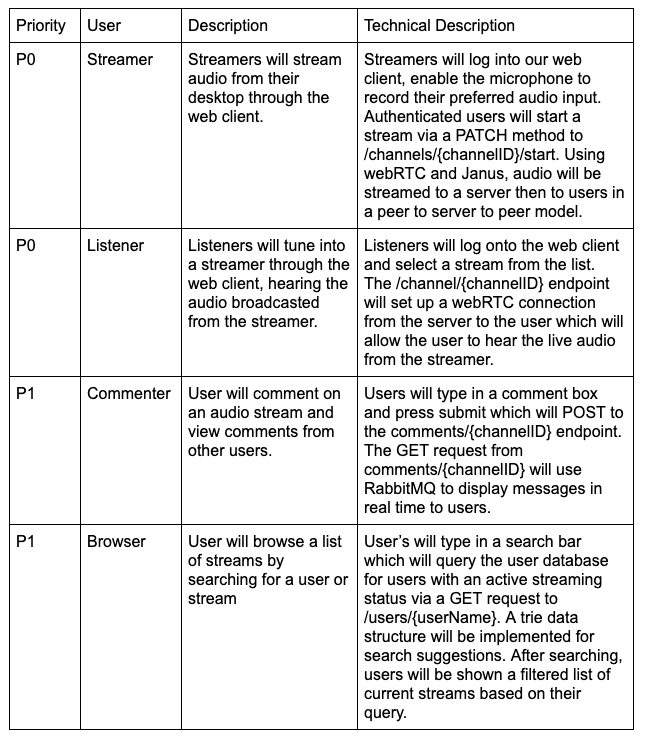 Priority User Description Technical Description
P0 Streamer
Streamers will stream
audio from their
desktop through the
web client.
Streamers will log into our web
client, enable the microphone to
record their preferred audio input.
Authenticated users will start a
stream via a PATCH method to
/channels/{channelID}/start. Using
webRTC and Janus, audio will be
streamed to a server then to users in
a peer to server to peer model.
P0 Listener
Listeners will tune into
a streamer through the
web client, hearing the
audio broadcasted
from the streamer.
Listeners will log onto the web client
and select a stream from the list.
The /channel/{channelID} endpoint
will set up a webRTC connection
from the server to the user which will
allow the user to hear the live audio
from the streamer.
P1 Commenter
User will comment on
an audio stream and
view comments from
other users.
Users will type in a comment box
and press submit which will POST to
the comments/{channelID} endpoint.
The GET request from
comments/{channelID} will use
RabbitMQ to display messages in
real time to users.
P1 Browser
User will browse a list
of streams by
searching for a user or
stream
User’s will type in a search bar
which will query the user database
for users with an active streaming
status via a GET request to
/users/{userName}. A trie data
structure will be implemented for
search suggestions. After searching,
users will be shown a filtered list of
current streams based on their
query.